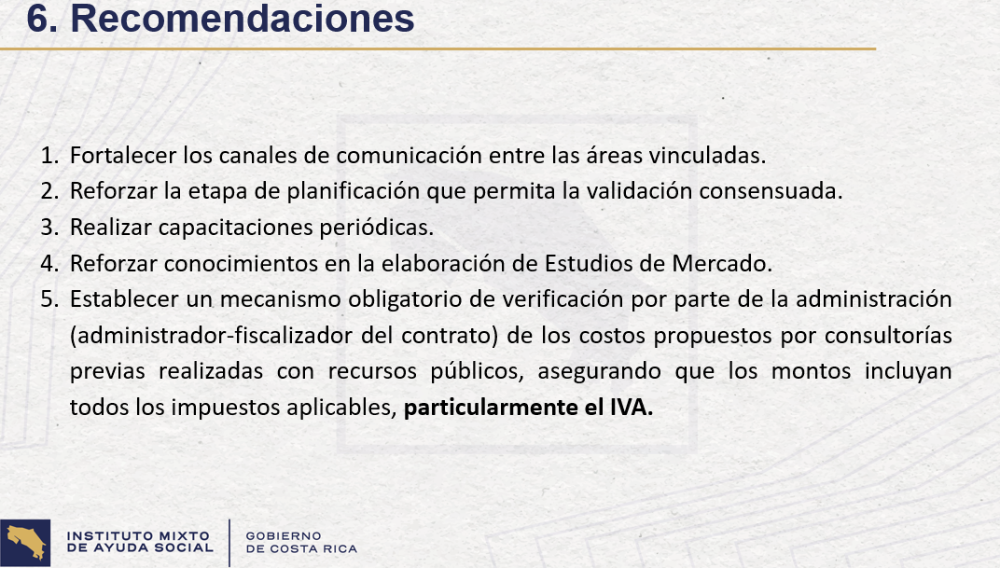 6. Recomendaciones
1. Fortalecer los canales de comunicación entre las áreas vinculadas.
2. Reforzar la etapa de planificación que permita la validación consensuada.
3. Realizar capacitaciones periódicas.
4. Reforzar conocimientos en la elaboración de Estudios de Mercado.
5. Establecer un mecanismo obligatorio de verificación por parte de la administración
(administrador-fiscalizador del contrato) de los costos propuestos por consultorías
previas realizadas con recursos públicos, asegurando que los montos incluyan
todos los impuestos aplicables, particularmente el IVA.
INSTITUTO MIXTO
DE AYUDA SOCIAL
GOBIERNO
DE COSTA RICA